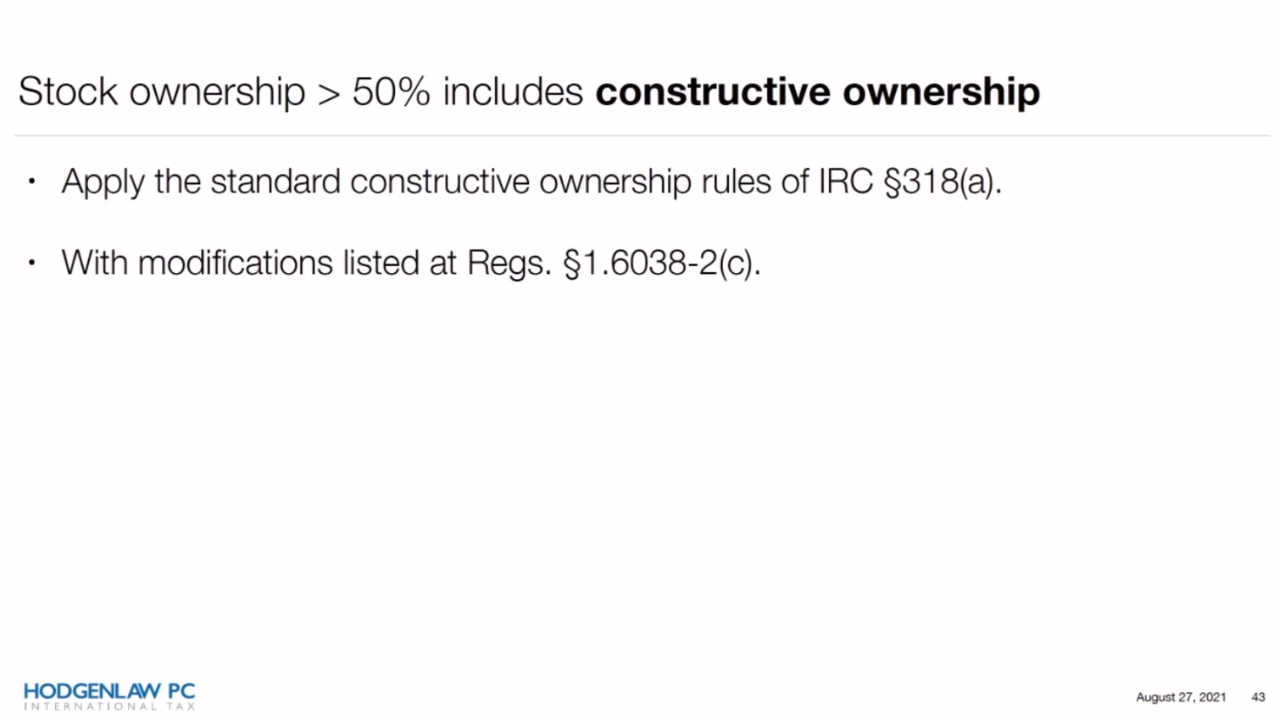 Stock ownership > 50% includes constructive ownership
• Apply the standard constructive ownership rules of IRC §318(a).
• With modifications listed at Regs. §1.6038-2(c).
HODGENLAW PC
INTERNATIONAL TAX
August 27, 2021 43